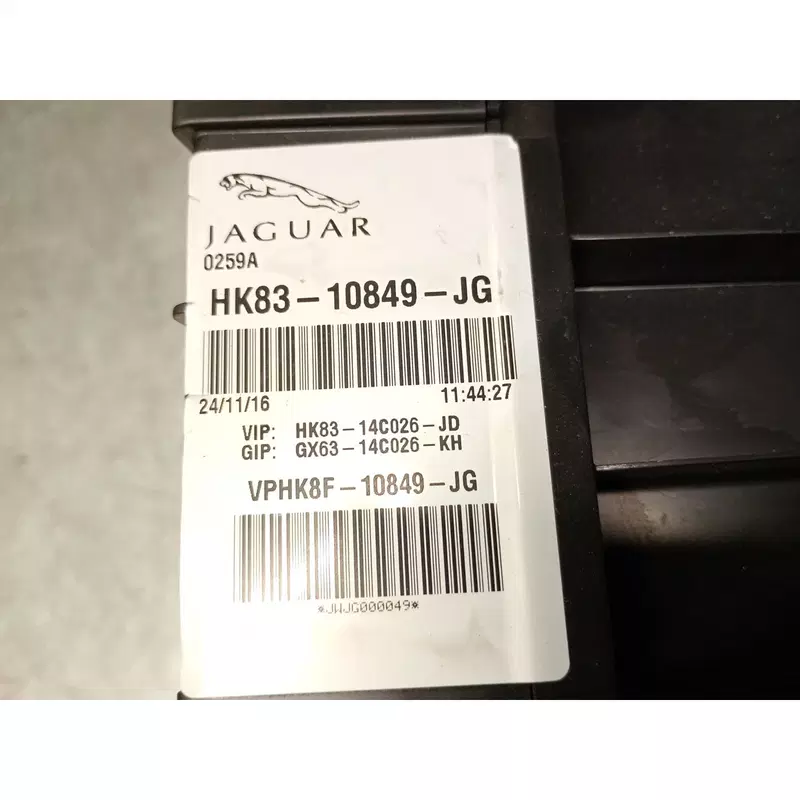 JAGUAR
0259A
HK83-10849-JG
24/11/16 11:44:27
VIP: HK83-14C026-JD
GIP: GX63-14C026-KH
VPHK8F-10849-JG
*JWJG000049*